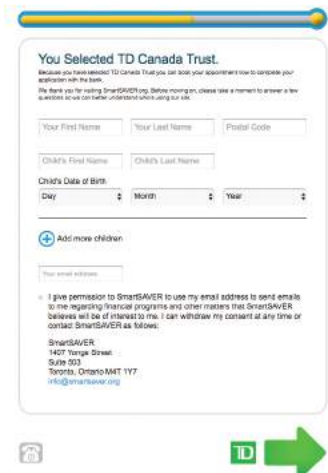 You Selected TD Canada Trust.
Because you have selected TD Canada Trust you can book your appointment now to complete your
application with the bank.
We thank you for visiting SmartSAVER.org. Before moving on, please take a moment to answer a few
questions so we can better understand who's using our site.
Your First Name Your Last Name Postal Code
Child's First Name Child's Last Name
Child's Date of Birth
Day Month Year
Add more children
Your email address
I give permission to SmartSAVER to use my email address to send emails
to me regarding financial programs and other matters that SmartSAVER
believes will be of interest to me. I can withdraw my consent at any time or
contact SmartSAVER as follows:
SmartSAVER
1407 Yonge Street
Suite 503
Toronto, Ontario M4T 1Y7
info@smartsaver.org
TD